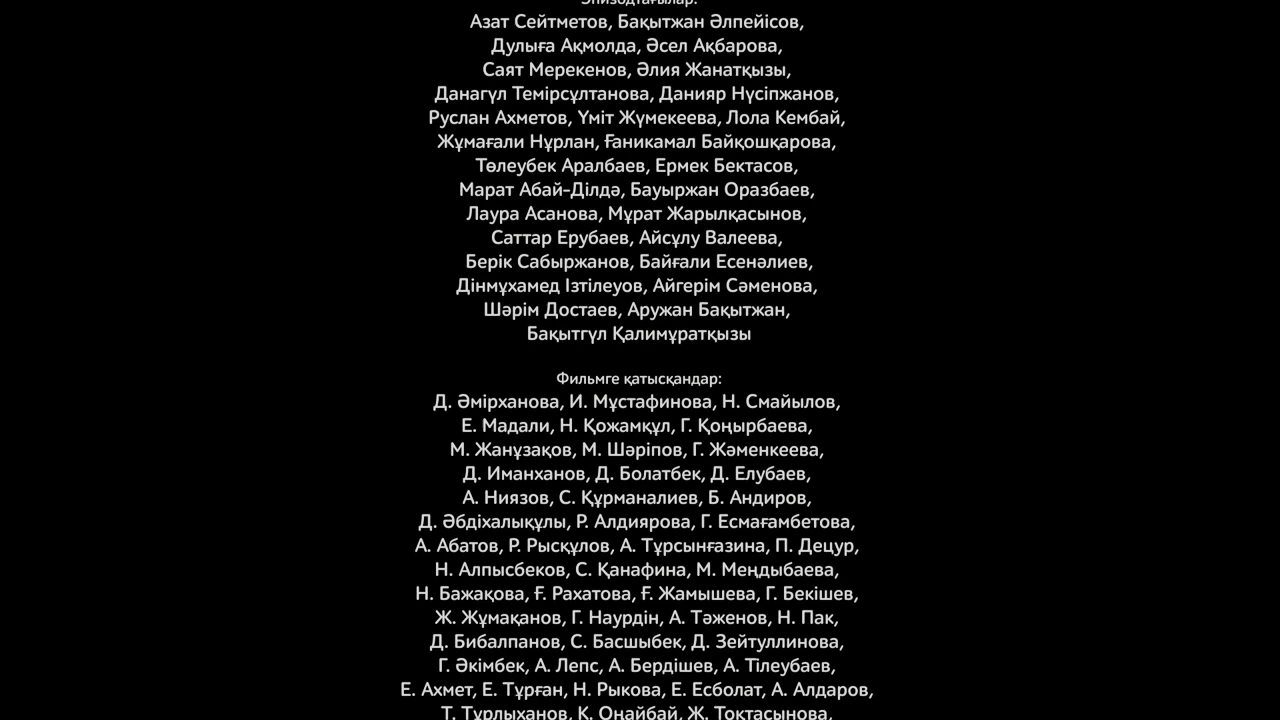 Эпизодтағылар:
Азат Сейтметов, Бақытжан Әлпейісов,
Дулыға Ақмолда, Әсел Ақбарова,
Саят Мерекенов, Әлия Жанатқызы,
Данагүл Темірсұлтанова, Данияр Нүсіпжанов,
Руслан Ахметов, Үміт Жүмекеева, Лола Кембай,
Жұмағали Нұрлан, Ғаникамал Байқошқарова,
Төлеубек Аралбаев, Ермек Бектасов,
Марат Абай-Ділдә, Бауыржан Оразбаев,
Лаура Асанова, Мұрат Жарылқасынов,
Саттар Ерубаев, Айсұлу Валеева,
Берік Сабыржанов, Байғали Есенәлиев,
Дінмұхамед Ізтілеуов, Айгерім Сәменова,
Шәрім Достаев, Аружан Бақытжан,
Бақытгүл Қалимұратқызы
Фильмге қатысқандар:
Д. Әмірханова, И. Мұстафинова, Н. Смайылов,
Е. Мадали, Н. Қожамқұл, Г. Қоңырбаева,
М. Жанұзақов, М. Шәріпов, Г. Жәменкеева,
Д. Иманханов, Д. Болатбек, Д. Елубаев,
А. Ниязов, С. Құрманалиев, Б. Андиров,
Д. Әбдіхалықұлы, Р. Алдиярова, Г. Есмағамбетова,
А. Абатов, Р. Рысқұлов, А. Тұрсынғазина, П. Децур,
Н. Алпысбеков, С. Қанафина, М. Меңдыбаева,
Н. Бажақова, Ғ. Рахатова, Ғ. Жамышева, Г. Бекішев,
Ж. Жұмақанов, Г. Наурдін, А. Тәженов, Н. Пак,
Д. Бибалпанов, С. Басшыбек, Д. Зейтуллинова,
Г. Әкімбек, А. Лепс, А. Бердішев, А. Тілеубаев,
Е. Ахмет, Е. Тұрған, Н. Рыкова, Е. Есболат, А. Алдаров,
Т. Тұрлыханов, К. Оңайбай, Ж. Тоқтасынова,